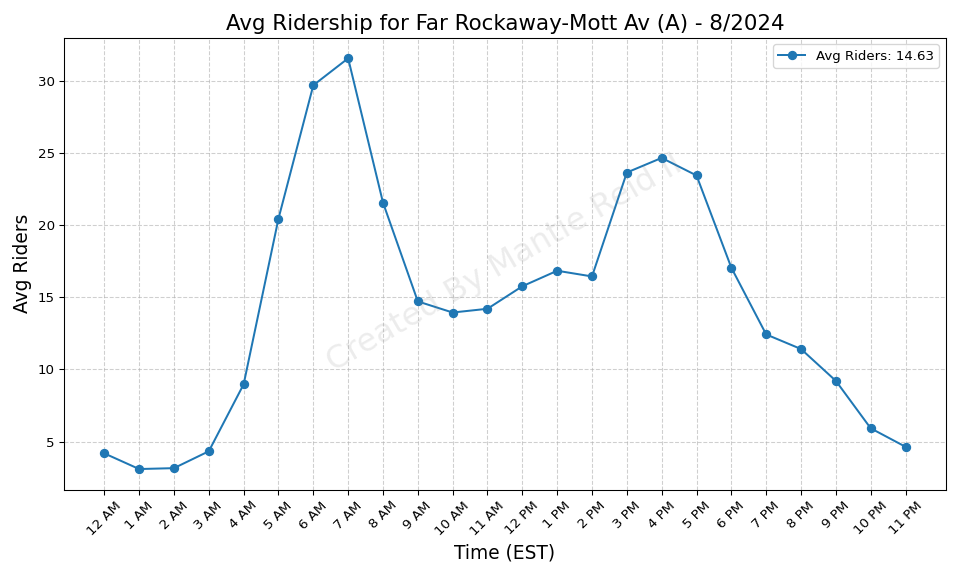 Avg Ridership for Far Rockaway-Mott Av (A) - 8/2024
Avg Riders: 14.63
Avg Riders
30
25
20
15
10
5
Created By Mantle Reid
12 AM
1 AM
2 AM
3 AM
4 AM
5 AM
6 AM
7 AM
8 AM
9 AM
10 AM
11 AM
12 PM
1 PM
2 PM
3 PM
4 PM
5 PM
6 PM
7 PM
8 PM
9 PM
10 PM
11 PM
Time (EST)